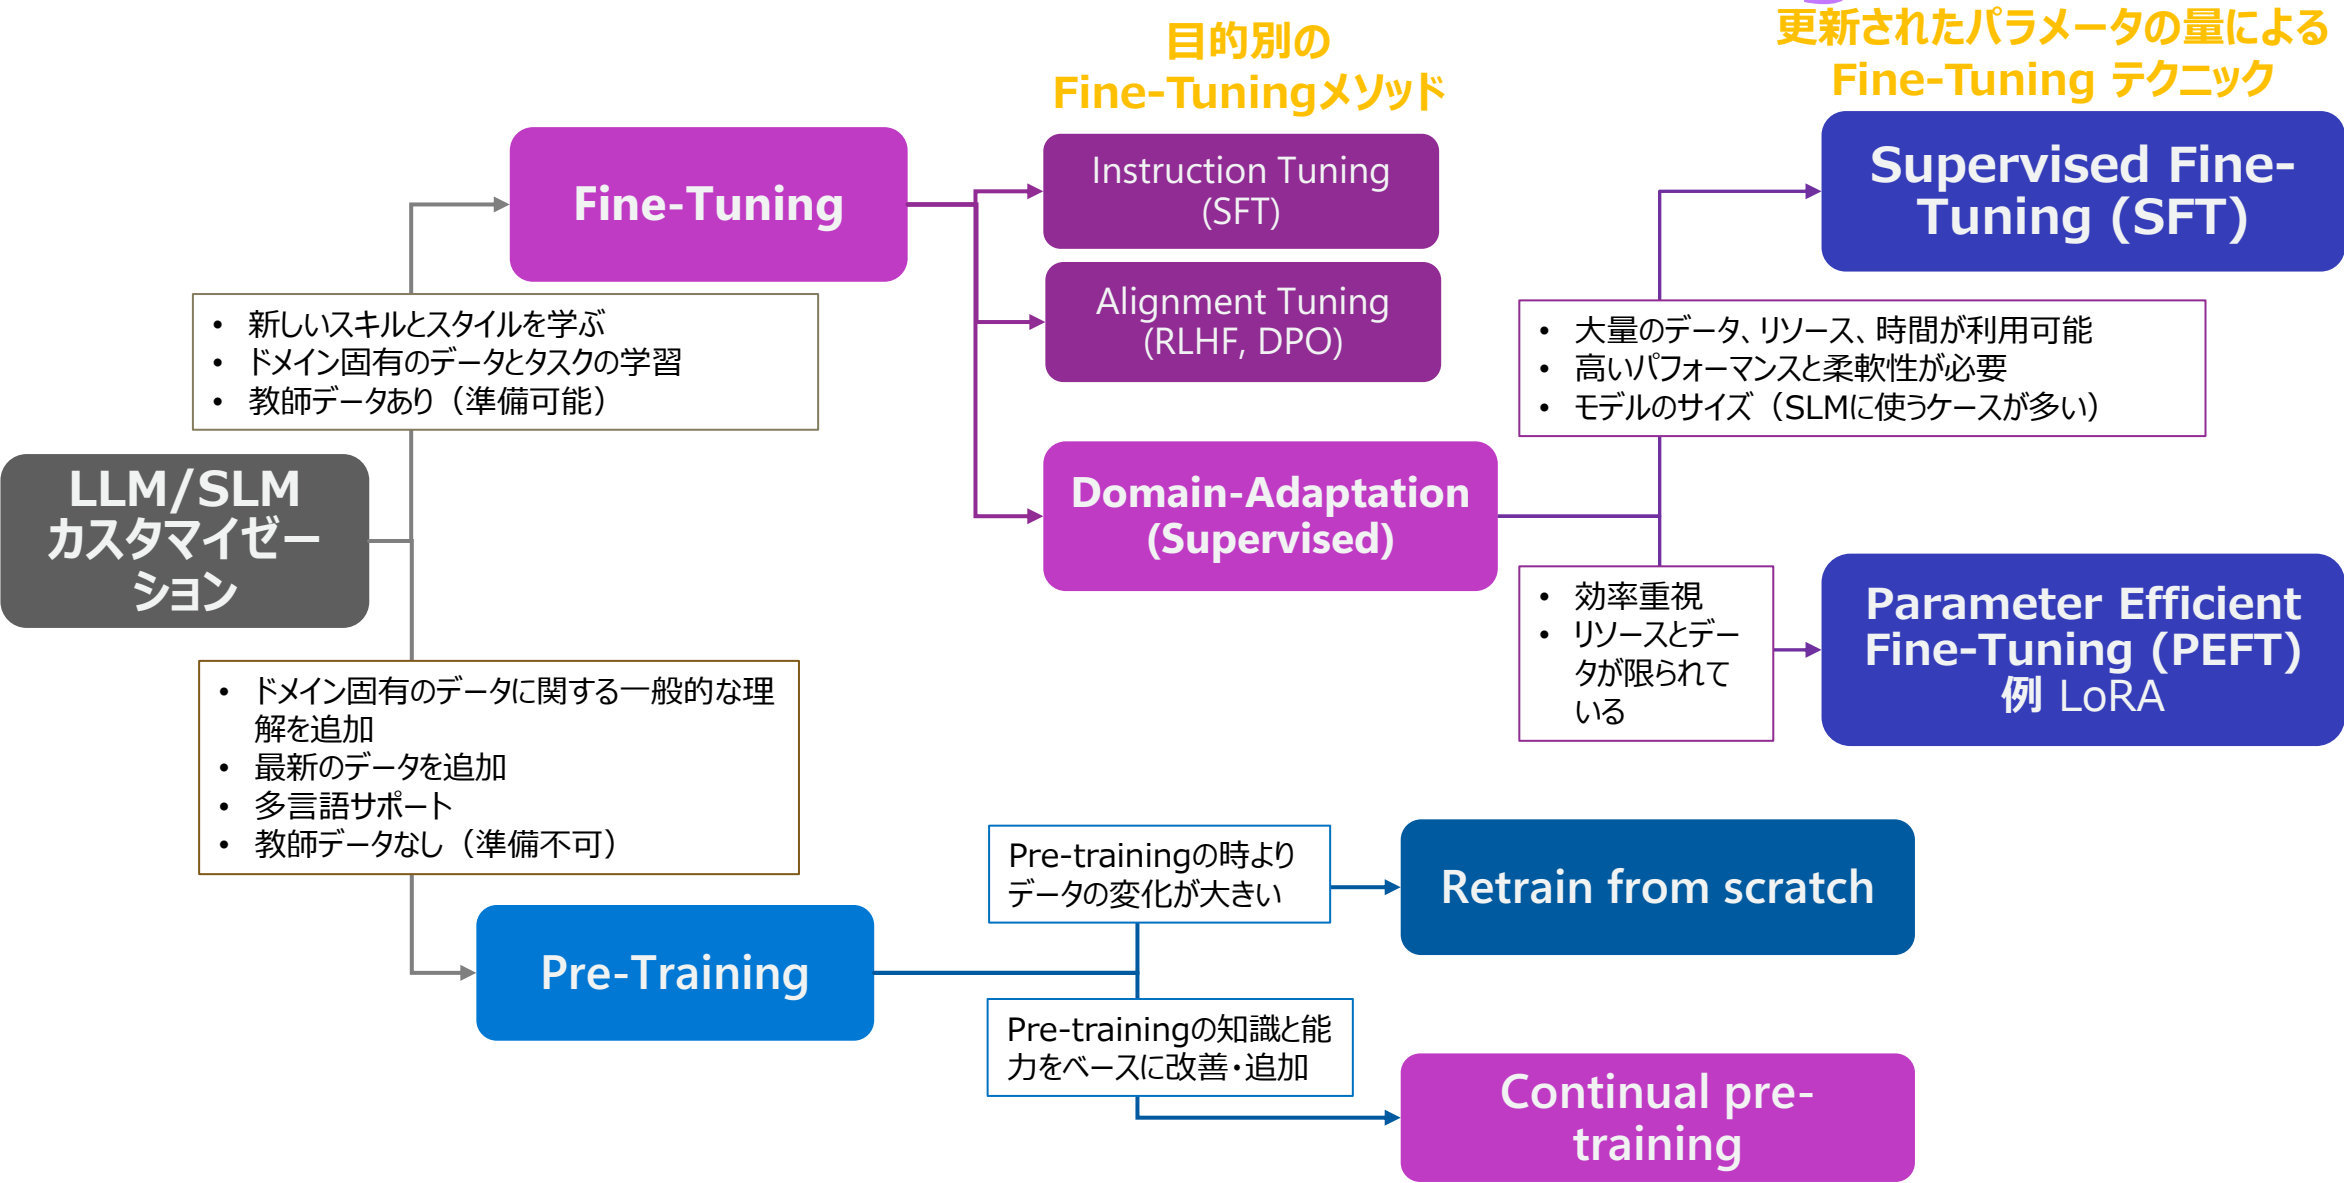 目的別の
Fine-Tuningメソッド
更新されたパラメータの量による
Fine-Tuning テクニック
Fine-Tuning
Instruction Tuning
(SFT)
Alignment Tuning
(RLHF, DPO)
Domain-Adaptation
(Supervised)
Supervised Fine-
Tuning (SFT)
• 大量のデータ、リソース、時間が利用可能
• 高いパフォーマンスと柔軟性が必要
• モデルのサイズ（SLMに使うケースが多い）
• 効率重視
• リソースとデー
タが限られて
いる
Parameter Efficient
Fine-Tuning (PEFT)
例 LoRA
• 新しいスキルとスタイルを学ぶ
• ドメイン固有のデータとタスクの学習
• 教師データあり（準備可能）
LLM/SLM
カスタマイゼー
ション
• ドメイン固有のデータに関する一般的な理
解を追加
• 最新のデータを追加
• 多言語サポート
• 教師データなし（準備不可）
Pre-Training
Pre-trainingの時より
データの変化が大きい
Retrain from scratch
Pre-trainingの知識と能
力をベースに改善・追加
Continual pre-
training